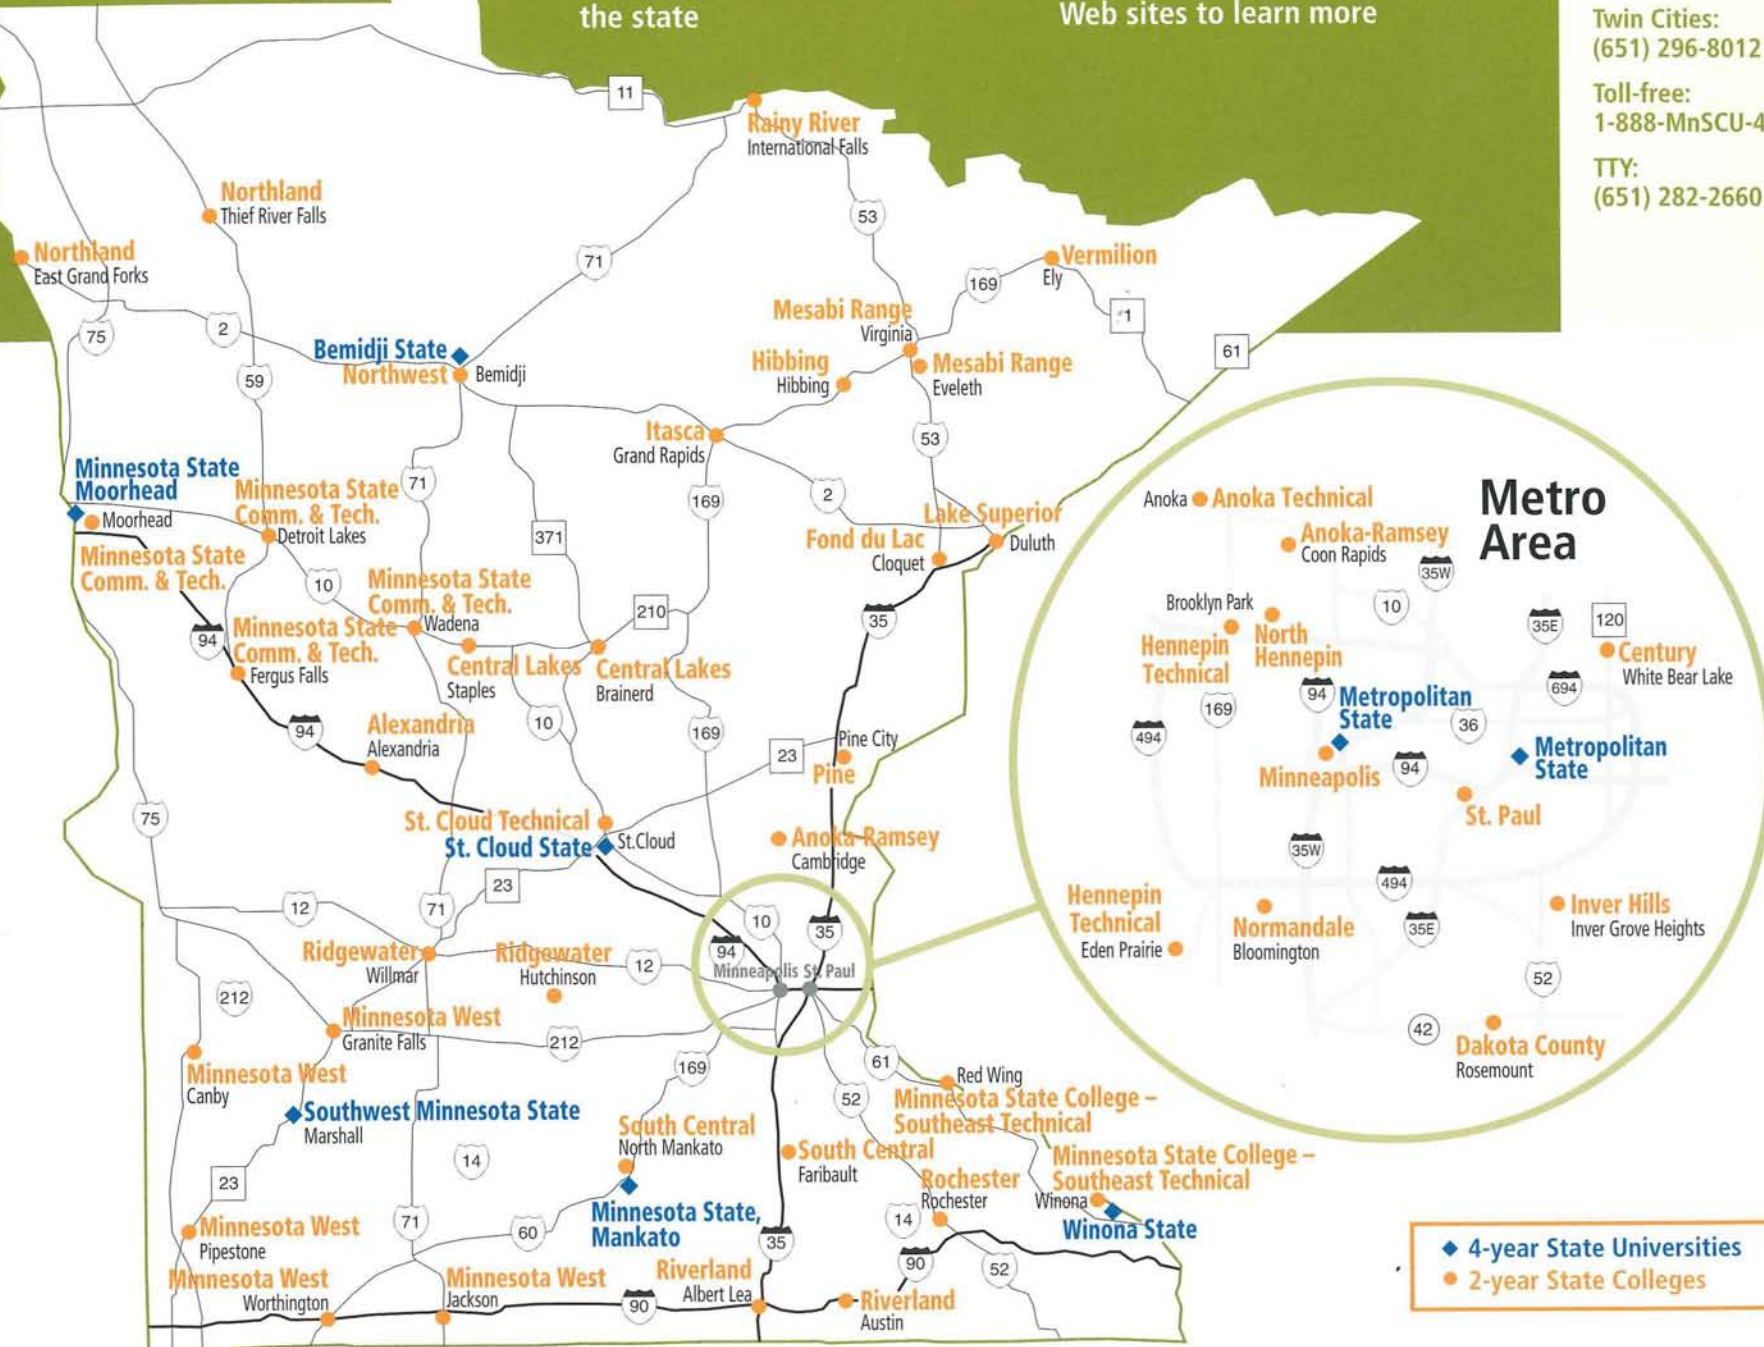 the state
Web sites to learn more
Twin Cities:
(651) 296-8012
Toll-free:
1-888-MnSCU-4
TTY:
(651) 282-2660
11
Rainy River
International Falls
Northland
Thief River Falls
53
Northland
East Grand Forks
71
Vermilion
Ely
169
1
75
2
Mesabi Range
Virginia
61
Bemidji State
Northwest
Bemidji
59
Hibbing
Hibbing
Mesabi Range
Eveleth
Itasca
Grand Rapids
53
Minnesota State
Moorhead
Moorhead
Minnesota State
Comm. & Tech.
Detroit Lakes
71
169
2
371
Lake Superior
Duluth
Fond du Lac
Cloquet
Minnesota State
Comm. & Tech.
10
Minnesota State
Comm. & Tech.
Wadena
210
35
94
Minnesota State
Comm. & Tech.
Fergus Falls
Central Lakes
Staples
Central Lakes
Brainerd
94
Alexandria
Alexandria
10
169
23
Pine City
Pine
75
St. Cloud Technical
St. Cloud State
St.Cloud
Anoka-Ramsey
Cambridge
23
12
71
10
35
94
Ridgewater
Willmar
Ridgewater
Hutchinson
12
Minneapolis
St. Paul
212
Minnesota West
Granite Falls
212
Minnesota West
Canby
169
61
Red Wing
Minnesota State College –
Southeast Technical
52
Southwest Minnesota State
Marshall
South Central
North Mankato
South Central
Faribault
14
23
Minnesota State College –
Southeast Technical
Winona
Winona State
Rochester
Rochester
14
Minnesota State,
Mankato
Minnesota West
Pipestone
71
60
35
90
52
Minnesota West
Worthington
Minnesota West
Jackson
90
Riverland
Albert Lea
Riverland
Austin
Metro
Area
Anoka
Anoka Technical
Anoka-Ramsey
Coon Rapids
35W
10
35E
120
Brooklyn Park
Hennepin
Technical
North
Hennepin
Century
White Bear Lake
694
169
94
Metropolitan
State
36
494
Minneapolis
94
Metropolitan
State
St. Paul
35W
494
Hennepin
Technical
Eden Prairie
Normandale
Bloomington
35E
Inver Hills
Inver Grove Heights
52
42
Dakota County
Rosemount
4-year State Universities
2-year State Colleges